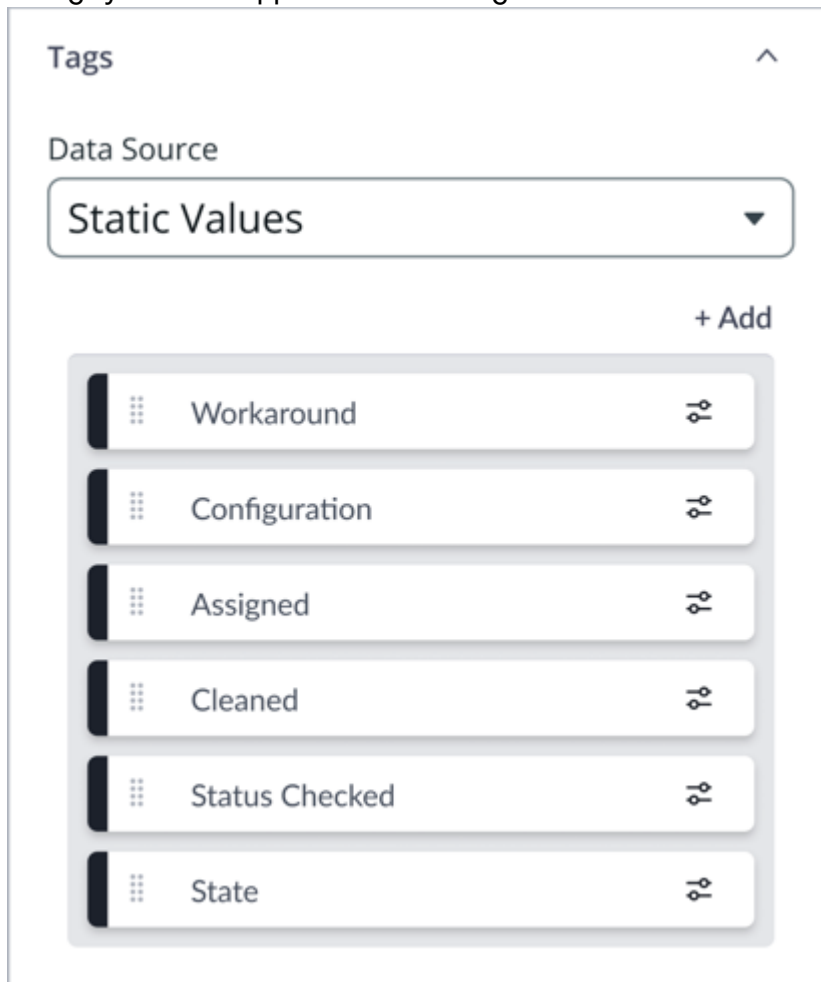 Tags
Data Source
Static Values
+ Add
Workaround
Configuration
Assigned
Cleaned
Status Checked
State